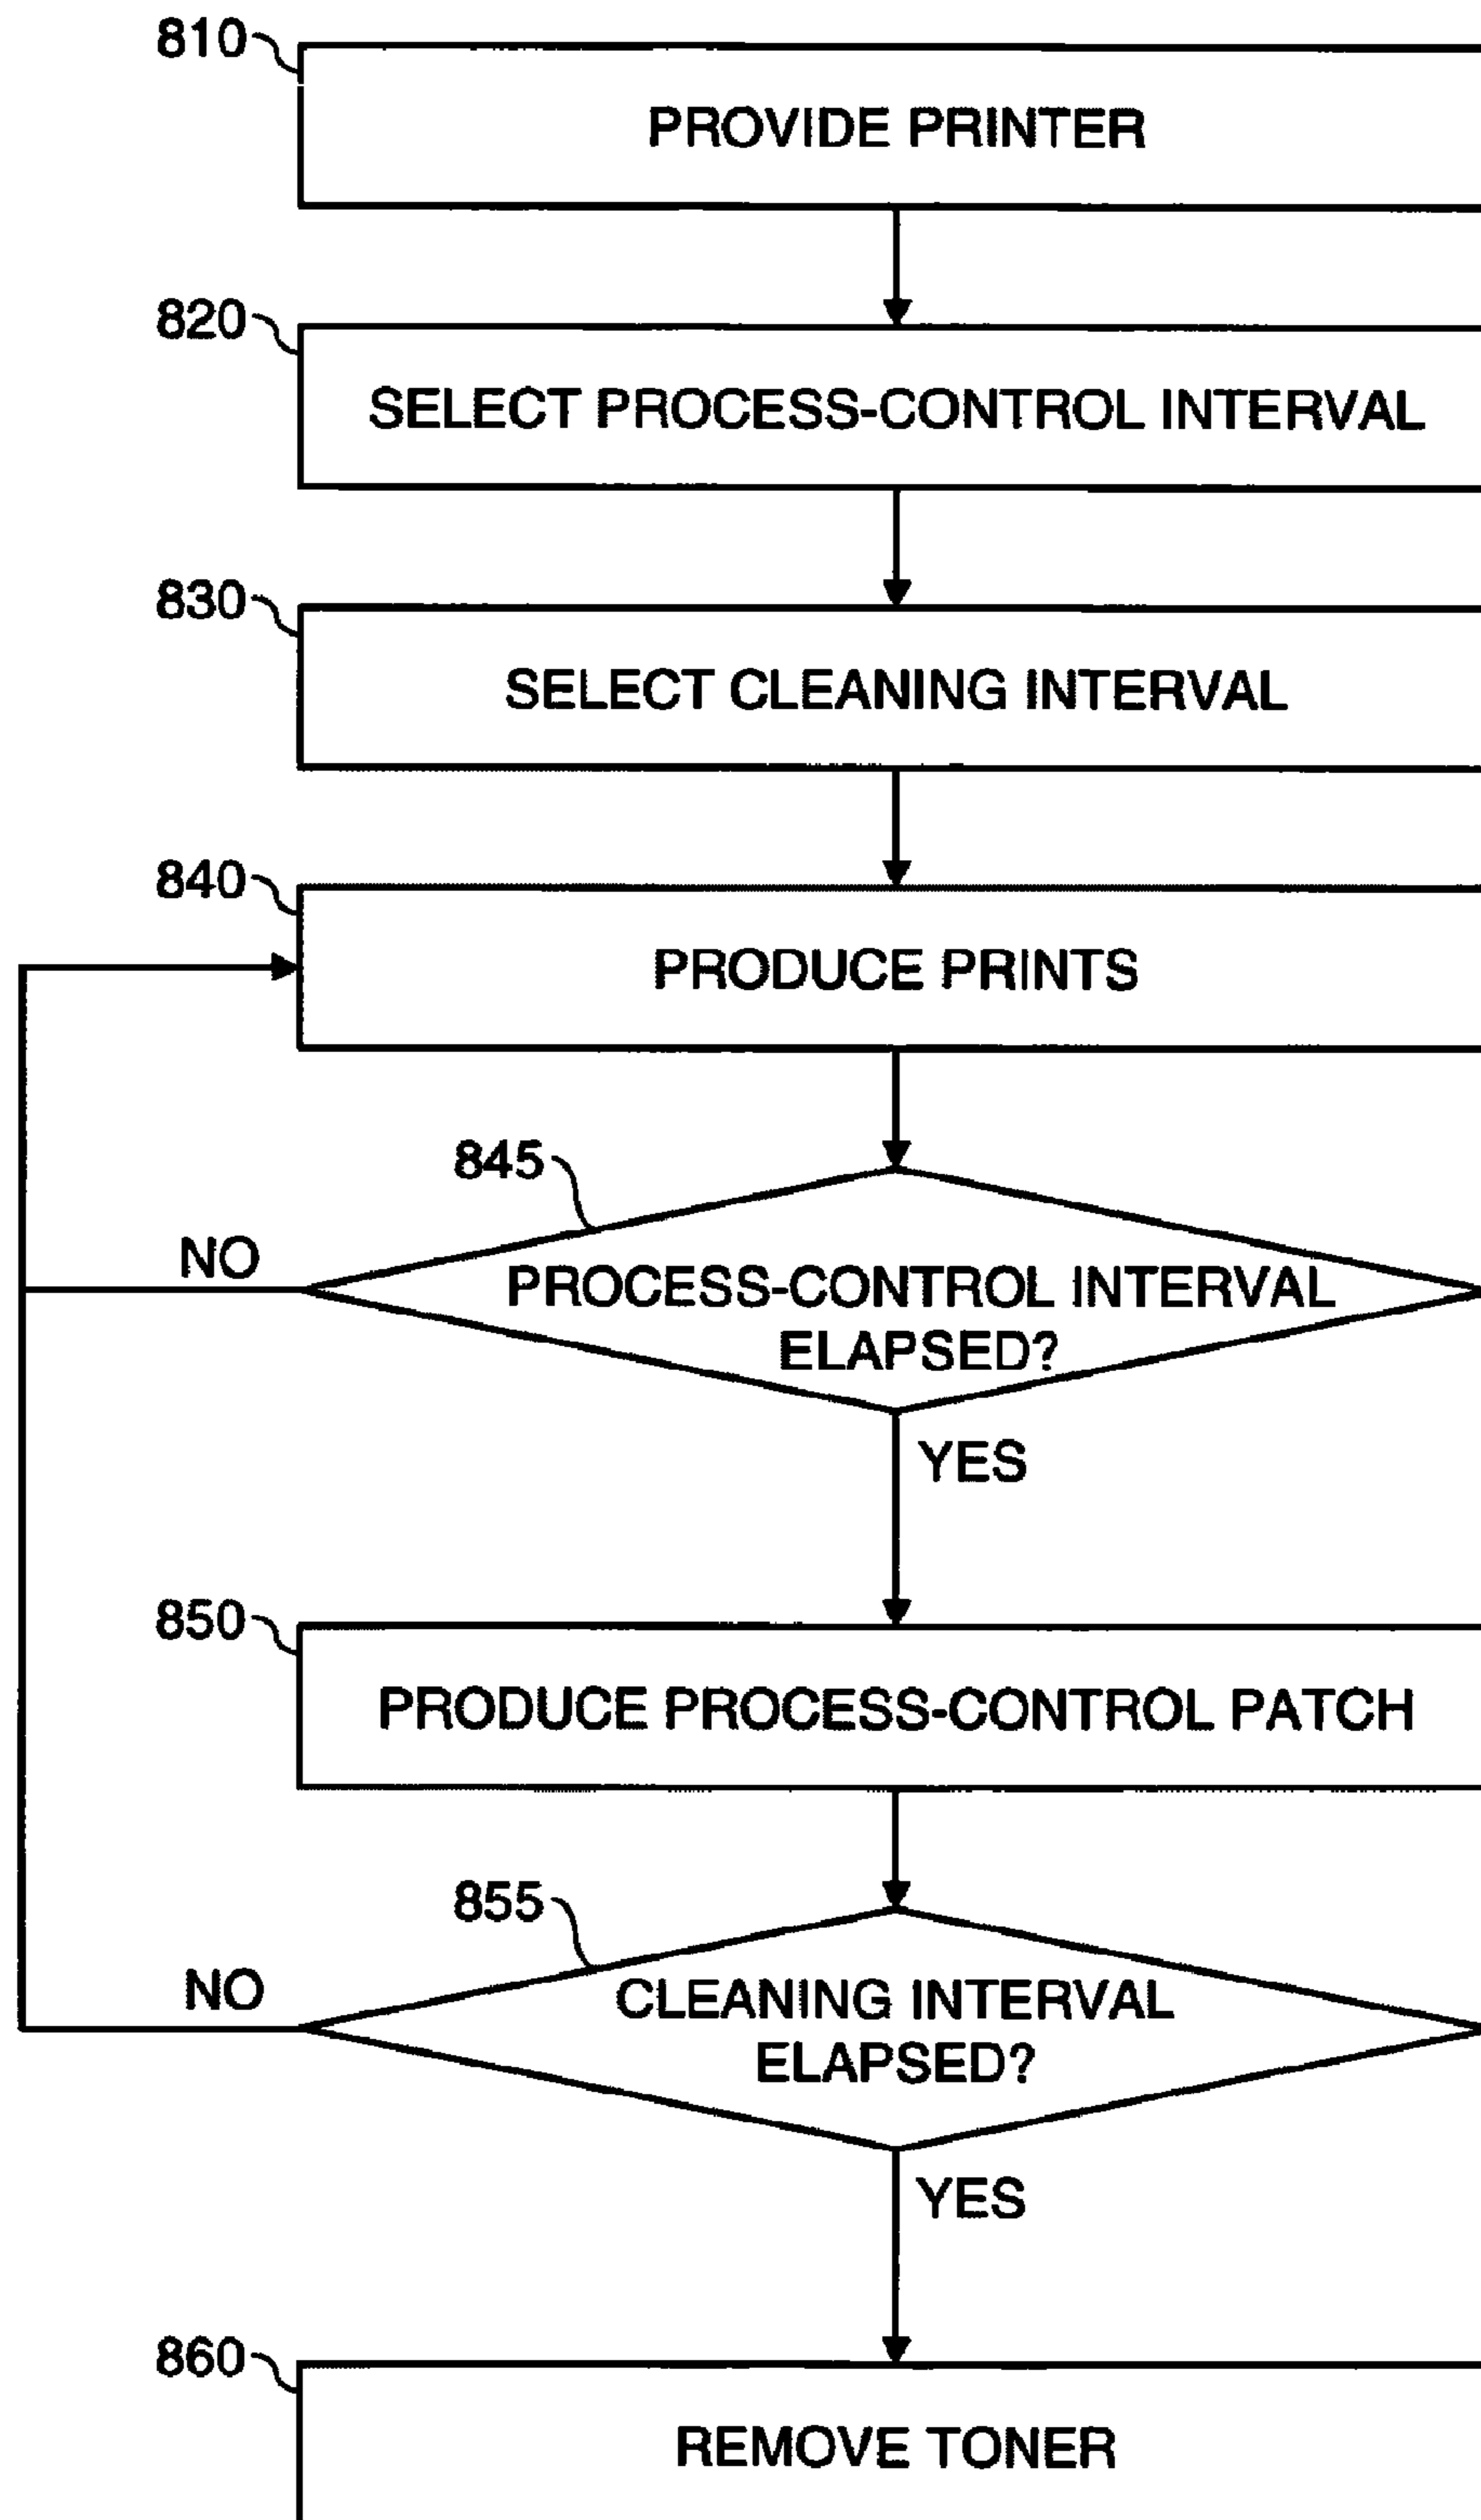 810
PROVIDE PRINTER
820
SELECT PROCESS-CONTROL INTERVAL
830
SELECT CLEANING INTERVAL
840
PRODUCE PRINTS
845
NO
PROCESS-CONTROL INTERVAL
ELAPSED?
YES
850
PRODUCE PROCESS-CONTROL PATCH
855
NO
CLEANING INTERVAL
ELAPSED?
YES
860
REMOVE TONER